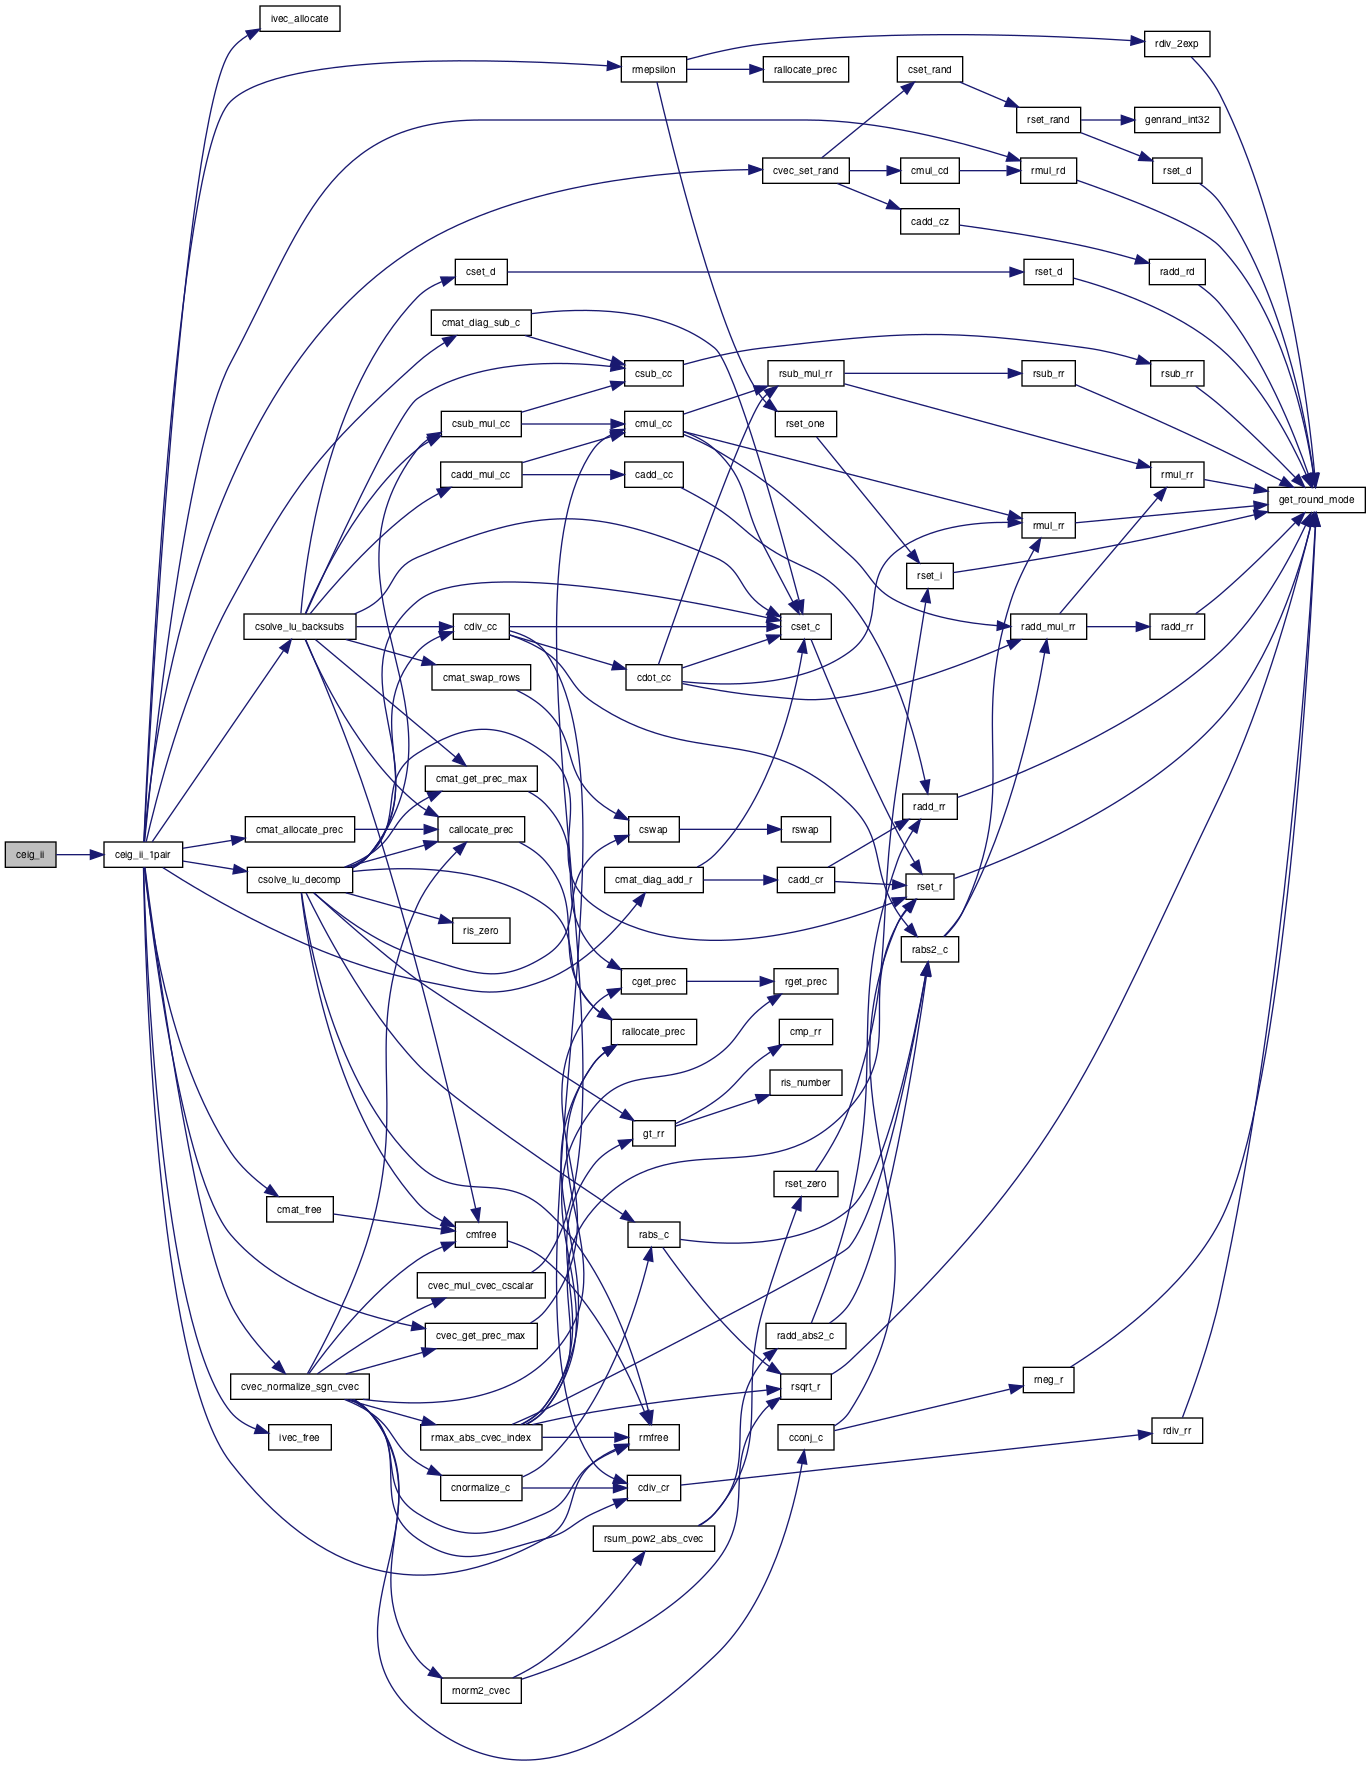 ivec_allocate
rdiv_2exp
rmepsilon
rallocate_prec
cset_rand
rset_rand
genrand_int32
cvec_set_rand
cmul_cd
rmul_rd
rset_d
cadd_cz
cset_d
rset_d
radd_rd
cmat_diag_sub_c
csub_cc
rsub_mul_rr
rsub_rr
rsub_rr
csub_mul_cc
cmul_cc
rset_one
cadd_mul_cc
cadd_cc
rmul_rr
get_round_mode
rmul_rr
rset_i
csolve_lu_backsubs
cdiv_cc
cset_c
radd_mul_rr
radd_rr
cmat_swap_rows
cdot_cc
cmat_get_prec_max
radd_rr
cmat_allocate_prec
callocate_prec
cswap
rswap
ceig_ii
ceig_ii_1pair
csolve_lu_decomp
cmat_diag_add_r
cadd_cr
rset_r
ris_zero
rabs2_c
cget_prec
rget_prec
rallocate_prec
cmp_rr
ris_number
gt_rr
rset_zero
cmat_free
cmfree
rabs_c
cvec_mul_cvec_cscalar
cvec_get_prec_max
radd_abs2_c
cvec_normalize_sgn_cvec
rsqrt_r
rneg_r
ivec_free
rmax_abs_cvec_index
rmfree
cconj_c
rdiv_rr
cnormalize_c
cdiv_cr
rsum_pow2_abs_cvec
rnorm2_cvec